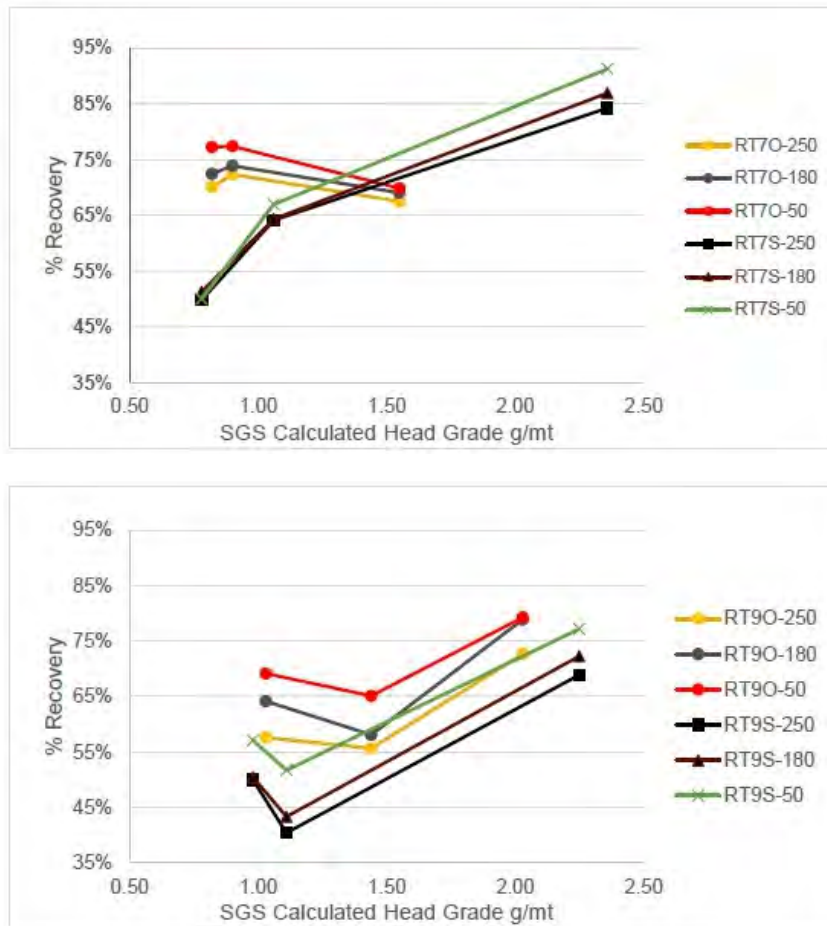 95%
85%
75%
65%
55%
45%
35%
% Recovery
0.50 1.00 1.50 2.00 2.50
SGS Calculated Head Grade g/mt
RT7O-250
RT7O-180
RT7O-50
RT7S-250
RT7S-180
RT7S-50
95%
85%
75%
65%
55%
45%
35%
% Recovery
0.50 1.00 1.50 2.00 2.50
SGS Calculated Head Grade g/mt
RT9O-250
RT9O-180
RT9O-50
RT9S-250
RT9S-180
RT9S-50